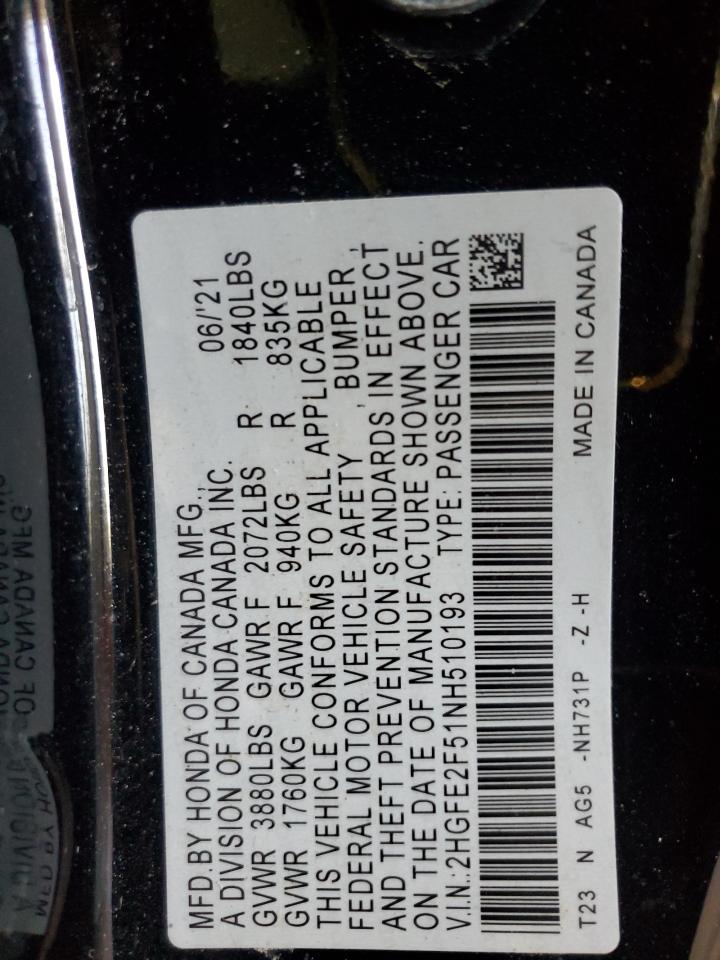 MFD.BY HONDA OF CANADA MFG., 06/'21
A DIVISION OF HONDA CANADA INC.
GVWR 3880LBS GAWR F 2072LBS R 1840LBS
GVWR 1760KG GAWR F 940KG R 835KG
THIS VEHICLE CONFORMS TO ALL APPLICABLE
FEDERAL MOTOR VEHICLE SAFETY , BUMPER ,
AND THEFT PREVENTION STANDARDS IN EFFECT
ON THE DATE OF MANUFACTURE SHOWN ABOVE.
V.I.N.:2HGFE2F51NH510193 TYPE: PASSENGER CAR
T23 N AG5 -NH731P -Z -H MADE IN CANADA